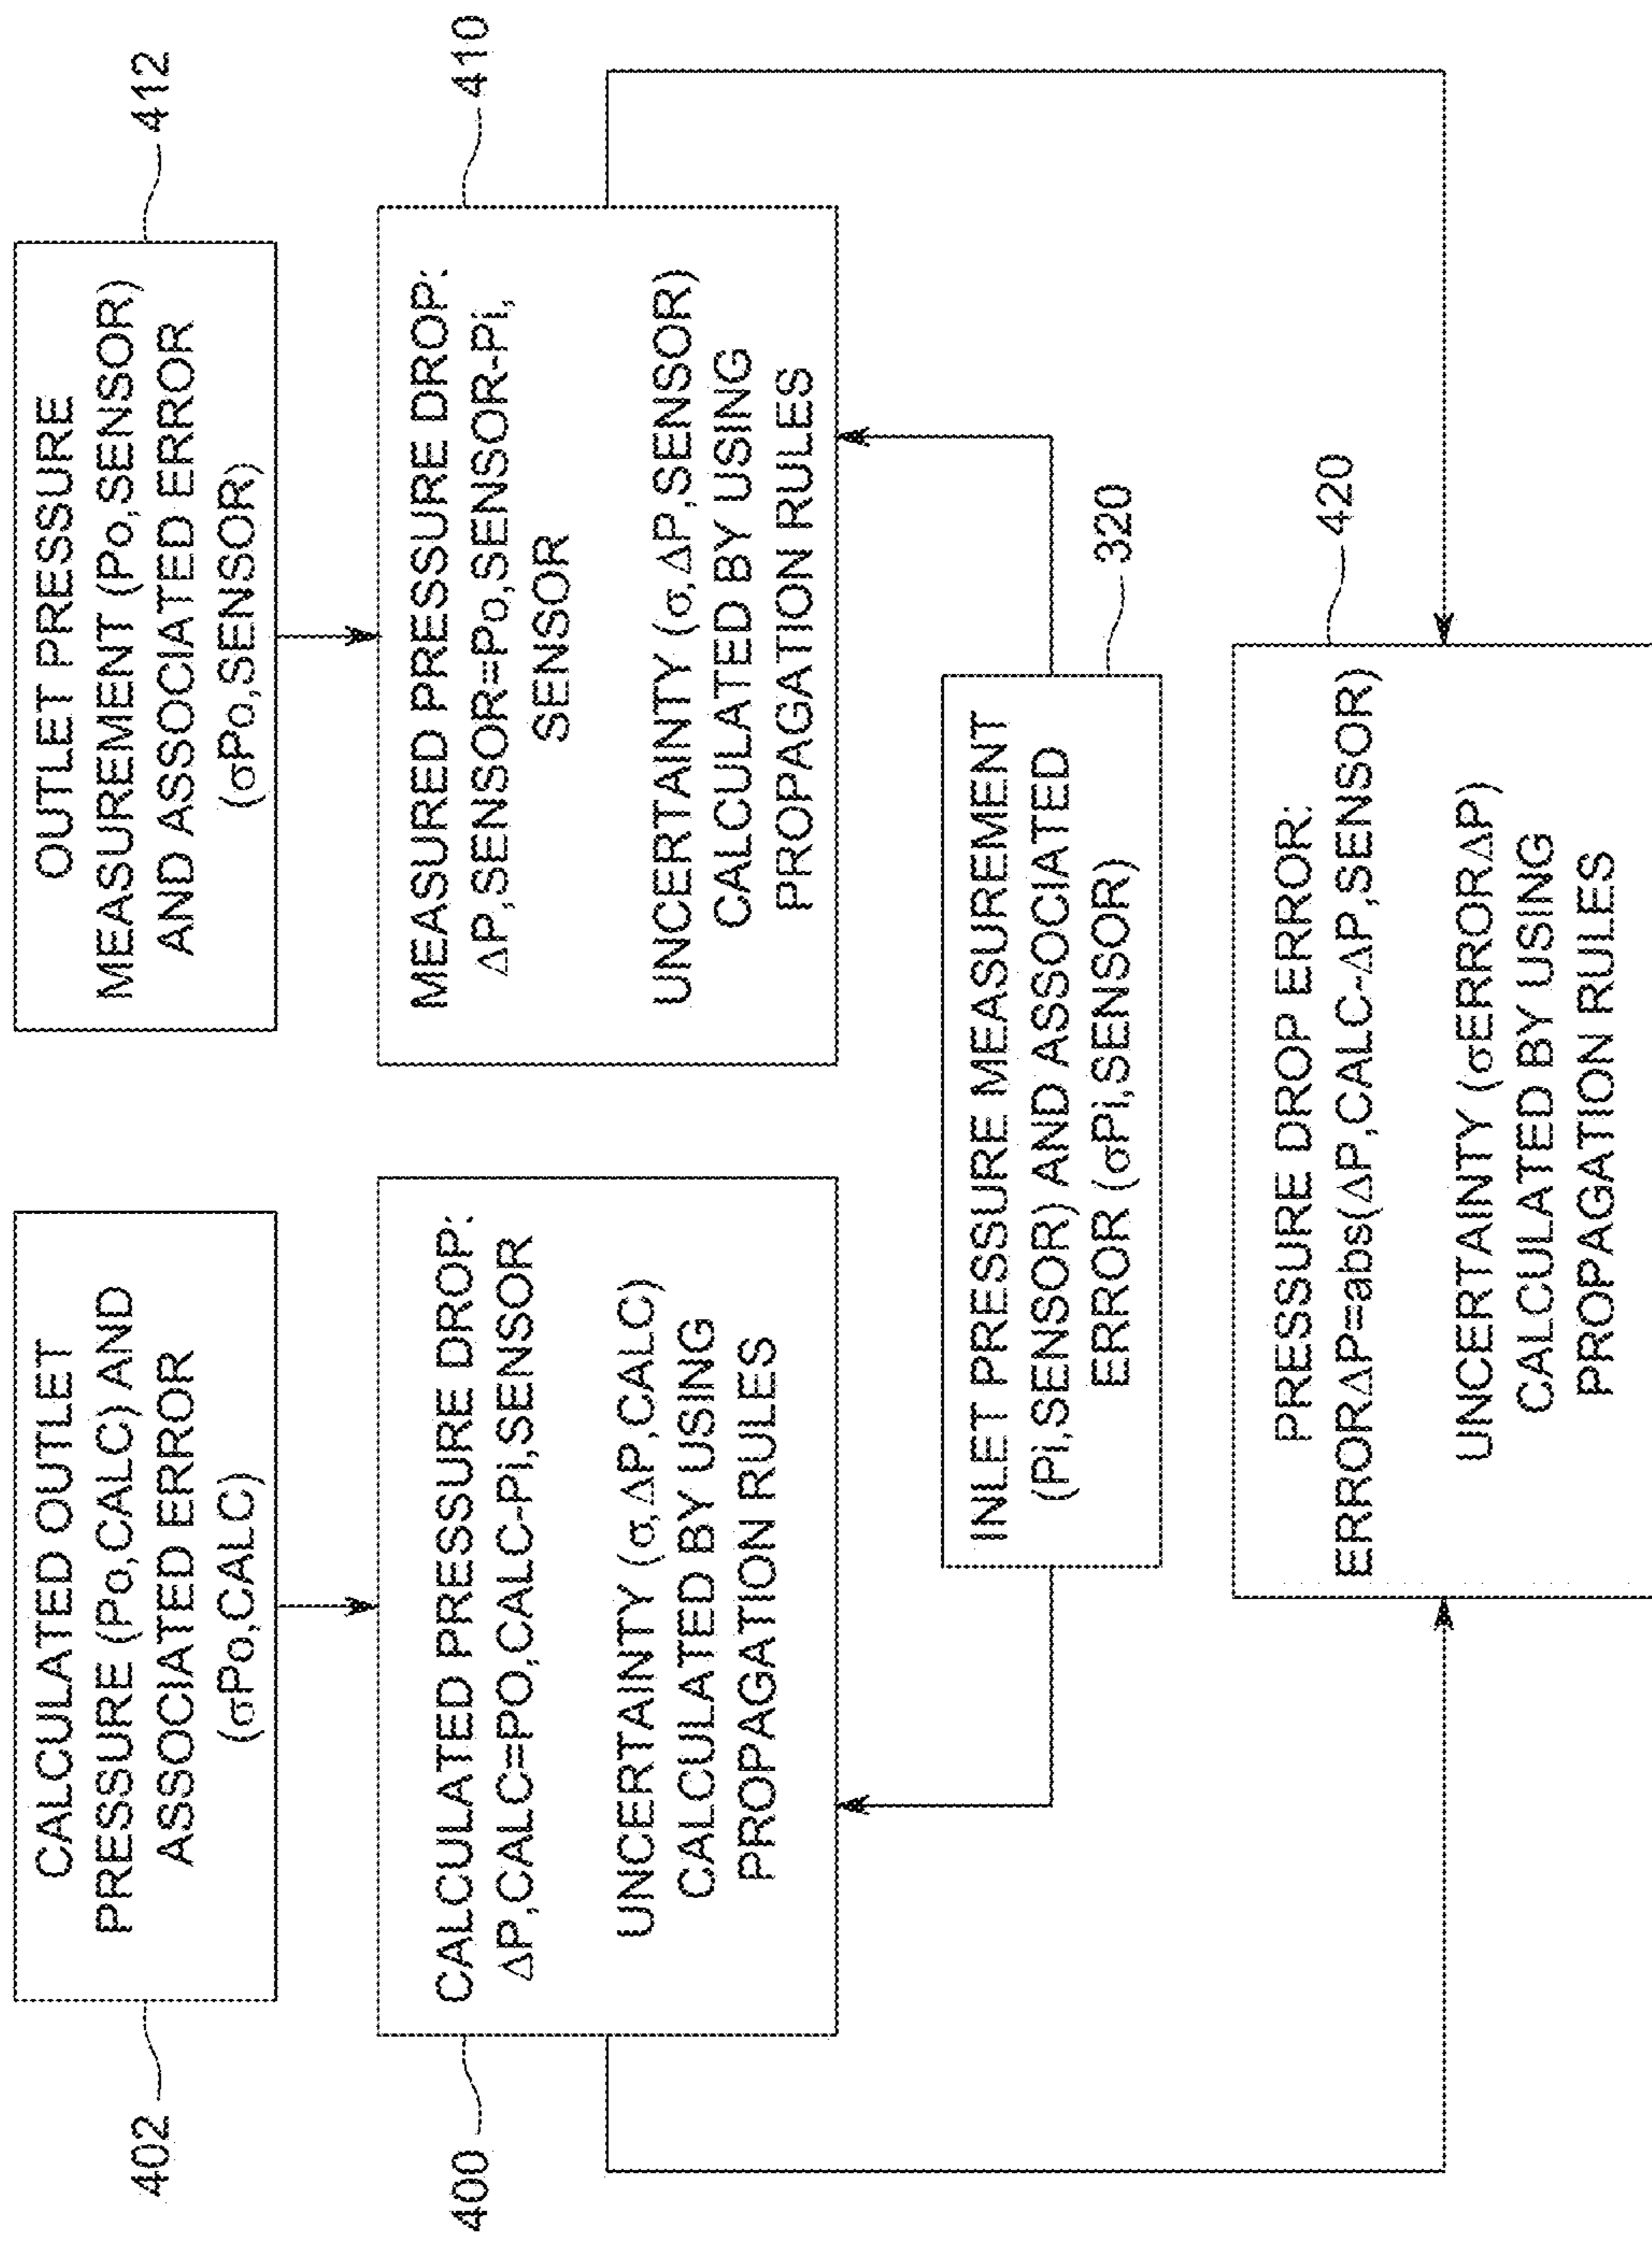 402
CALCULATED OUTLET
PRESSURE (Po,CALC) AND
ASSOCIATED ERROR
(σPo,CALC)
OUTLET PRESSURE
MEASUREMENT (Po,SENSOR)
AND ASSOCIATED ERROR
(σPo,SENSOR)
412
400
CALCULATED PRESSURE DROP:
ΔP,CALC=PO,CALC-Pi,SENSOR
UNCERTAINTY (σ,ΔP,CALC)
CALCULATED BY USING
PROPAGATION RULES
MEASURED PRESSURE DROP:
ΔP,SENSOR=Po,SENSOR-Pi,
SENSOR
UNCERTAINTY (σ,ΔP,SENSOR)
CALCULATED BY USING
PROPAGATION RULES
410
INLET PRESSURE MEASUREMENT
(Pi,SENSOR) AND ASSOCIATED
ERROR (σPi,SENSOR)
320
PRESSURE DROP ERROR:
ERRORΔP=abs(ΔP,CALC-ΔP,SENSOR)
UNCERTAINTY (σERRORΔP)
CALCULATED BY USING
PROPAGATION RULES
420